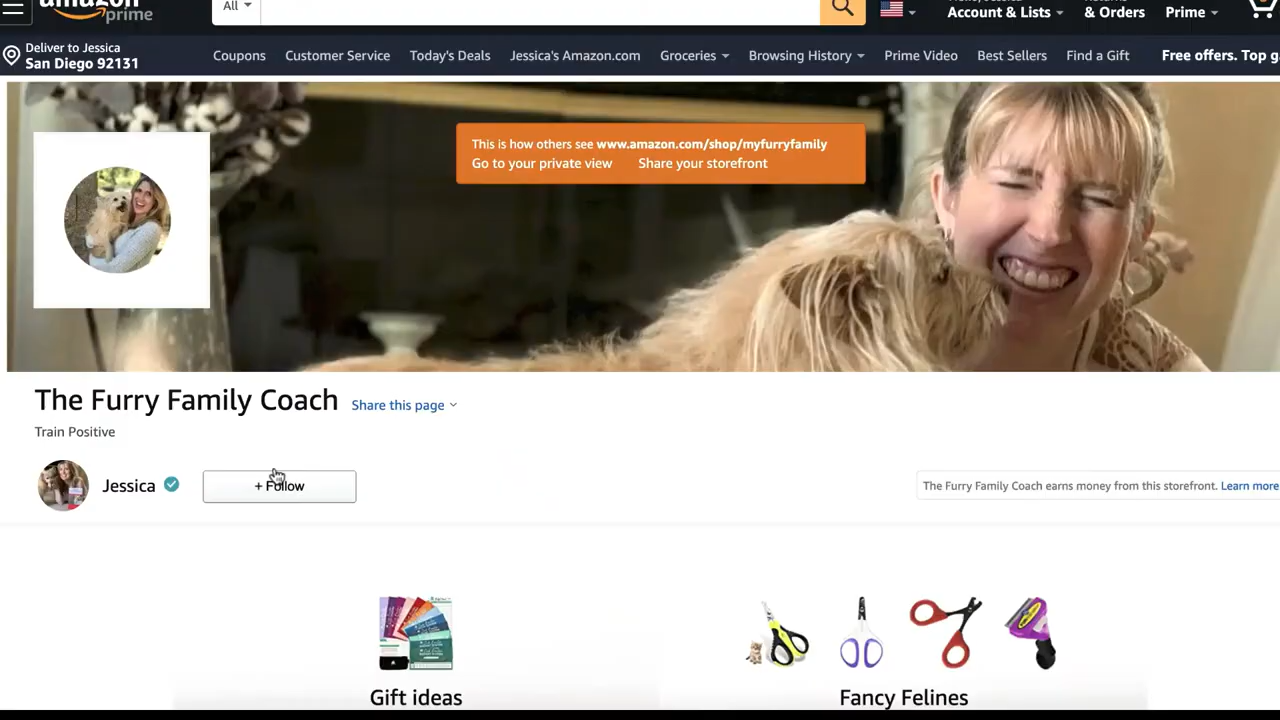 amazon
prime
All
Account & Lists
& Orders
Prime
Deliver to Jessica
San Diego 92131
Coupons
Customer Service
Today's Deals
Jessica's Amazon.com
Groceries
Browsing History
Prime Video
Best Sellers
Find a Gift
Free offers. Top
This is how others see www.amazon.com/shop/myfurryfamily
Go to your private view Share your storefront
The Furry Family Coach Share this page
Train Positive
Jessica
+ Follow
The Furry Family Coach earns money from this storefront. Learn more
Gift ideas
Fancy Felines